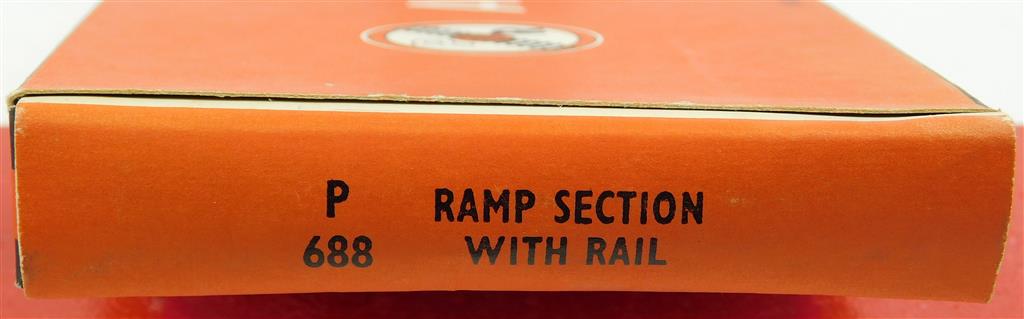 P RAMP SECTION
688 WITH RAIL